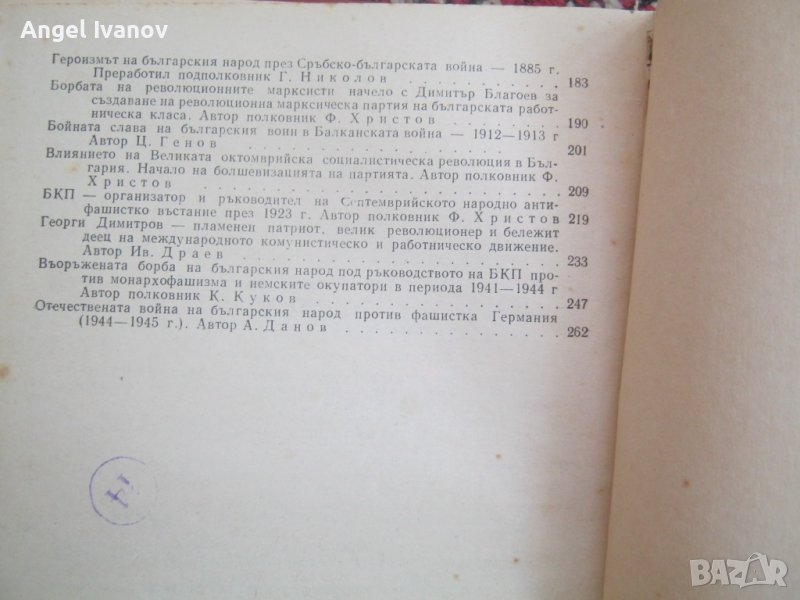 Angel Ivanov
Героизмът на българския народ през Сръбско-българската война — 1885 г.
Преработил подполковник Г. Николов . . . . . . . . . . . 183
Борбата на революционните марксисти начело с Димитър Благоев за
създаване на революционна марксическа партия на българската работ-
ническа класа. Автор полковник Ф. Христов . . . . . . . . 190
Бойната слава на българския воин в Балканската война — 1912—1913 г
Автор Ц. Генов . . . . . . . . . . . . . . . . . . . . 201
Влиянието на Великата октомврийска социалистическа революция в Бъл-
гария. Начало на болшевизацията на партията. Автор полковник Ф.
Христов . . . . . . . . . . . . . . . . . . . . . . . 209
БКП — организатор и ръководител на Септемврийското народно анти-
фашистко въстание през 1923 г. Автор полковник Ф. Христов 219
Георги Димитров — пламенен патриот, велик революционер и бележит
деец на международното комунистическо и работническо движение.
Автор Ив. Драев . . . . . . . . . . . . . . . . . . . . 233
Въоръжената борба на българския народ под ръководството на БКП про-
тив монархофашизма и немските окупатори в периода 1941—1944 г
Автор полковник К. Куков . . . . . . . . . . . . . . . . 247
Отечествената война на българския народ против фашистка Германия
(1944—1945 г.). Автор А. Данов . . . . . . . . . . . . . . 262
14
BAZAR